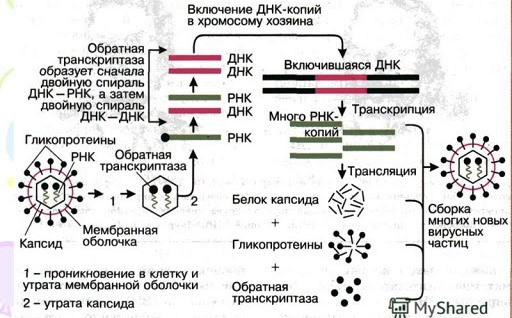 Включение ДНК-копий
в хромосому хозяина
Обратная
транскриптаза
образует сначала
двойную спираль
ДНК—РНК, а затем
двойную спираль
ДНК—ДНК
ДНК
ДНК
РНК
ДНК
РНК
Включившаяся ДНК
Транскрипция
Много РНК-
копий
Трансляция
Гликопротеины
РНК
Обратная
транскриптаза
1
2
Капсид
Мембранная
оболочка
Белок капсида
+
Гликопротеины
+
Обратная
транскриптаза
Сборка
многих новых
вирусных
частиц
1 – проникновение в клетку и
утрата мембранной оболочки
2 – утрата капсида
MyShared